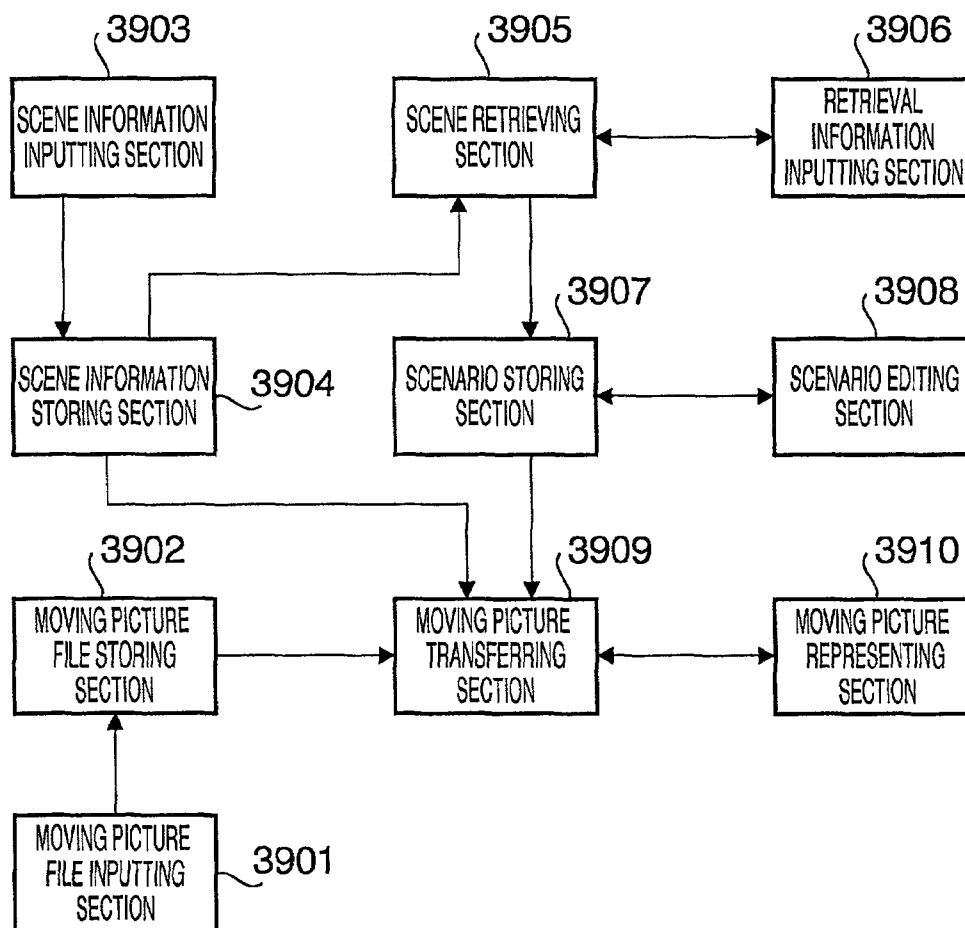 3903
3905
3906
SCENE INFORMATION
INPUTTING SECTION
SCENE RETRIEVING
SECTION
RETRIEVAL
INFORMATION
INPUTTING SECTION
3907
3908
SCENE INFORMATION
STORING SECTION
3904
SCENARIO STORING
SECTION
SCENARIO EDITING
SECTION
3902
3909
3910
MOVING PICTURE
FILE STORING
SECTION
MOVING PICTURE
TRANSFERRING
SECTION
MOVING PICTURE
REPRESENTING
SECTION
MOVING PICTURE
FILE INPUTTING
SECTION
3901